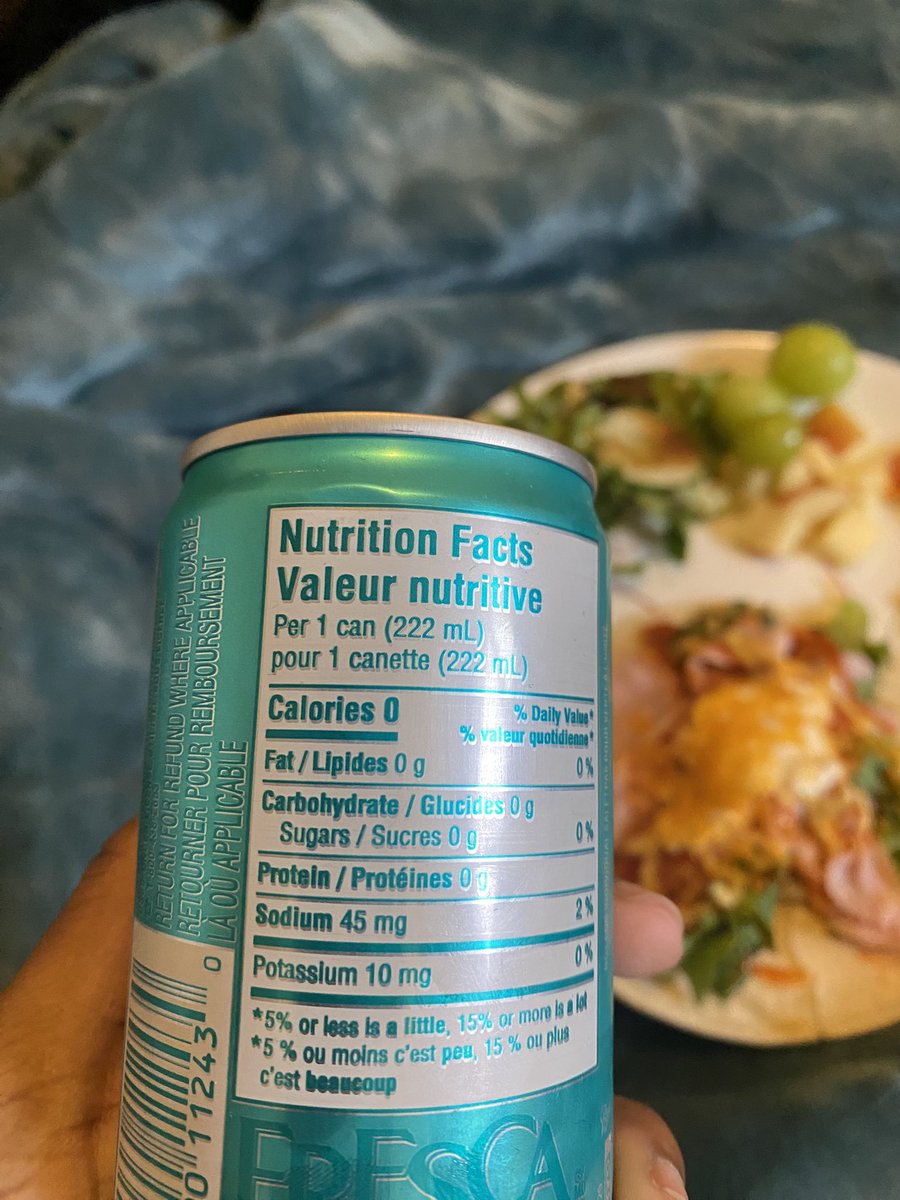 Nutrition Facts
Valeur nutritive
Per 1 can (222 mL)
pour 1 canette (222 mL)
Calories 0
% Daily Value*
% valeur quotidienne*
Fat / Lipides 0 g 0 %
Carbohydrate / Glucides 0 g
Sugars / Sucres 0 g 0 %
Protein / Protéines 0 g
Sodium 45 mg 2 %
Potassium 10 mg 0 %
*5% or less is a little, 15% or more is a lot
*5 % ou moins c'est peu, 15 % ou plus
c'est beaucoup
FRESCA
RETURN FOR REFUND WHERE APPLICABLE
RETOURNER POUR REMBOURSEMENT
LÀ OÙ APPLICABLE
11243 0